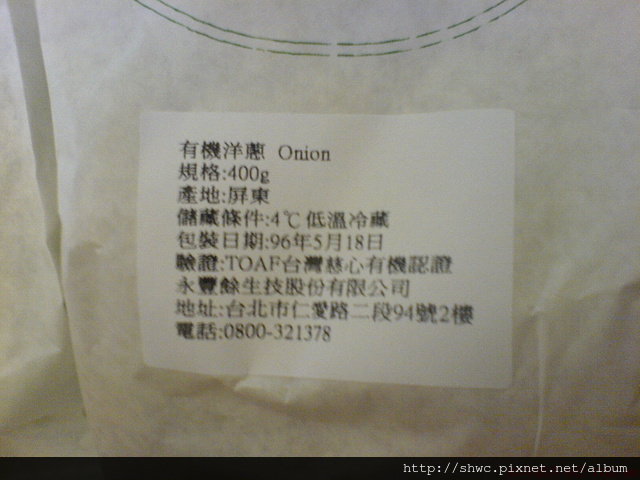 有機洋蔥 Onion
規格:400g
產地:屏東
儲藏條件:4℃低溫冷藏
包裝日期:96年5月18日
驗證:TOAF台灣慈心有機認證
永豐餘生技股份有限公司
地址:台北市仁愛路二段94號2樓
電話:0800-321378
http://shwc.pixnet.net/album